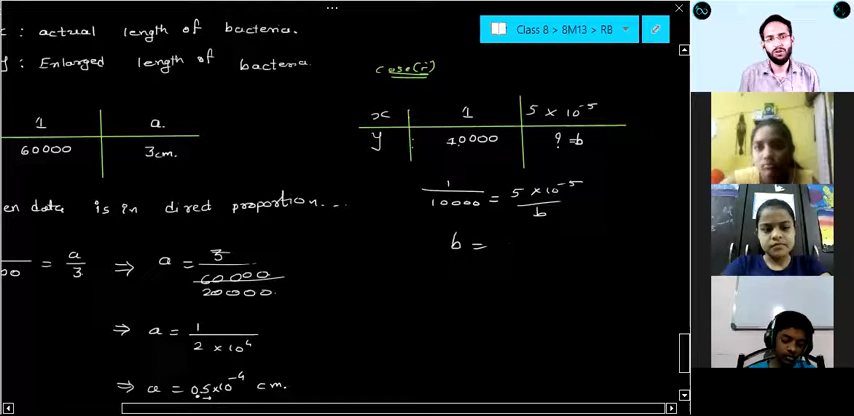 : actual length of bacteria.
: Enlarged length of bacteria.
1 a.
60000 3cm.
en data is in direct proportion....
00 = a/3 ⇒ a = 3/60000
20000
⇒ a = 1/2 × 10⁴
⇒ a = 0.5×10⁻⁴ cm.
Class 8 > 8M13 > RB
case(i)
x 1 5 × 10⁻⁵
y : 10000 ? = b
1/10000 = 5 × 10⁻⁵/b
b =